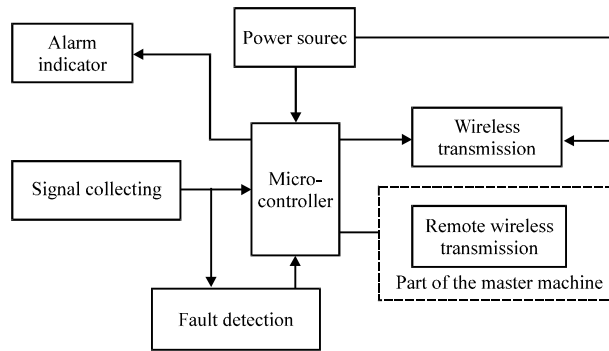 Alarm
indicator
Power sourec
Wireless
transmission
Micro-
controller
Signal collecting
Remote wireless
transmission
Part of the master machine
Fault detection